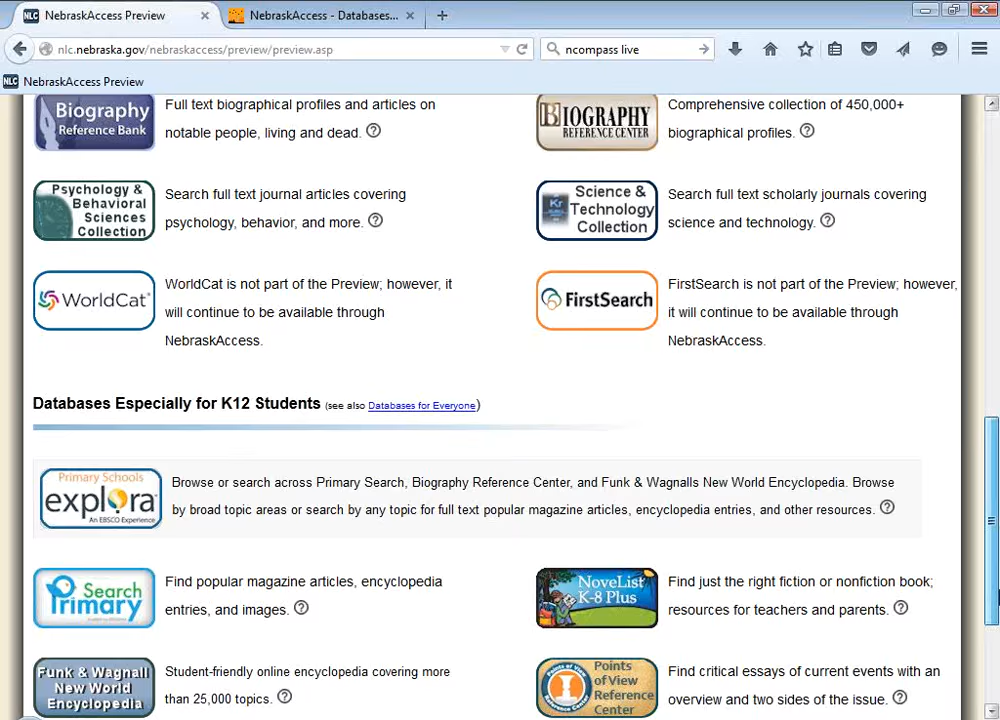 NLC NebraskAccess Preview
NebraskAccess - Databases...
nlc.nebraska.gov/nebraskaccess/preview/preview.asp
ncompass live
NLC NebraskAccess Preview
Biography
Reference Bank
Full text biographical profiles and articles on
notable people, living and dead. ?
BIOGRAPHY
REFERENCE CENTER
Comprehensive collection of 450,000+
biographical profiles. ?
Psychology &
Behavioral
Sciences
Collection
Search full text journal articles covering
psychology, behavior, and more. ?
Science &
Technology
Collection
Search full text scholarly journals covering
science and technology. ?
WorldCat
WorldCat is not part of the Preview; however, it
will continue to be available through
NebraskAccess.
FirstSearch
FirstSearch is not part of the Preview; however,
it will continue to be available through
NebraskAccess.
Databases Especially for K12 Students (see also Databases for Everyone)
Primary Schools
explora
An EBSCO Experience
Browse or search across Primary Search, Biography Reference Center, and Funk & Wagnalls New World Encyclopedia. Browse
by broad topic areas or search by any topic for full text popular magazine articles, encyclopedia entries, and other resources. ?
Search
Primary
Find popular magazine articles, encyclopedia
entries, and images. ?
NoveList
K-8 Plus
Find just the right fiction or nonfiction book;
resources for teachers and parents. ?
Funk & Wagnall
New World
Encyclopedia
Student-friendly online encyclopedia covering more
than 25,000 topics. ?
Points
of View
Reference
Center
Find critical essays of current events with an
overview and two sides of the issue. ?